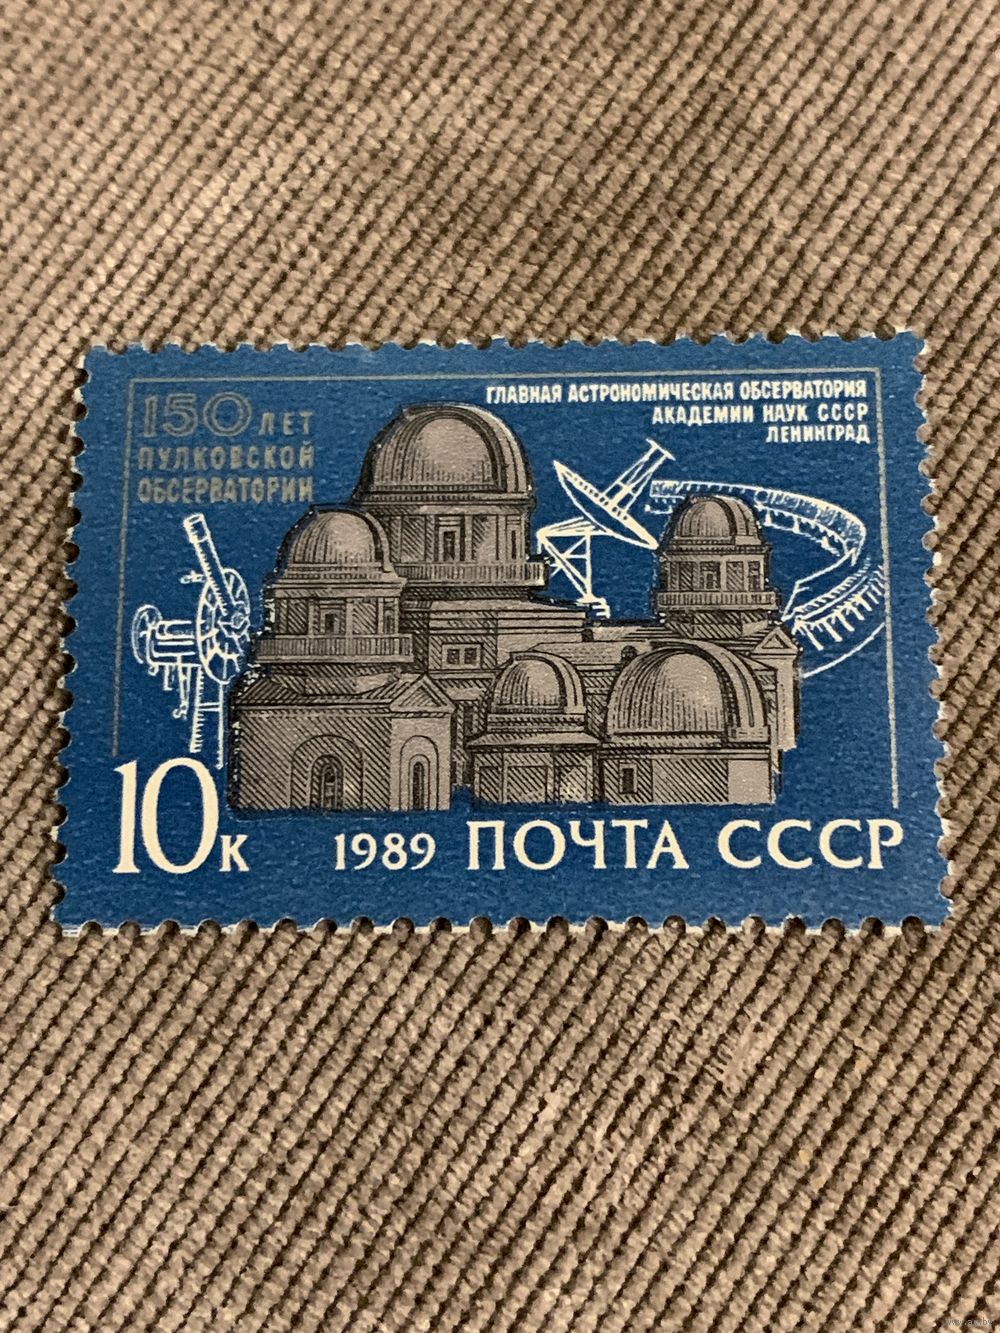 150 ЛЕТ
ПУЛКОВСКОЙ
ОБСЕРВАТОРИИ
ГЛАВНАЯ АСТРОНОМИЧЕСКАЯ ОБСЕРВАТОРИЯ
АКАДЕМИИ НАУК СССР
ЛЕНИНГРАД
10к 1989 ПОЧТА СССР